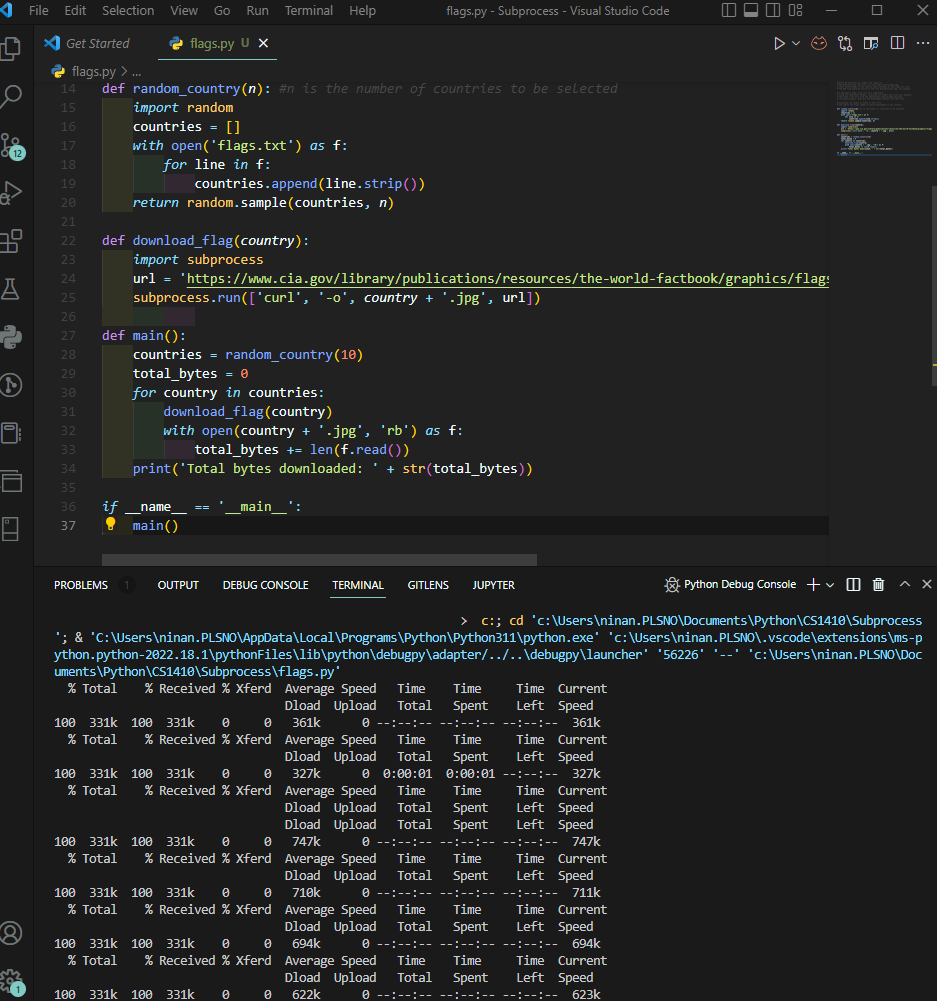 File Edit Selection View Go Run Terminal Help flags.py - Subprocess - Visual Studio Code
Get Started flags.py U
flags.py > ...
14 def random_country(n): #n is the number of countries to be selected
15 import random
16 countries = []
17 with open('flags.txt') as f:
18 for line in f:
19 countries.append(line.strip())
20 return random.sample(countries, n)
21
22 def download_flag(country):
23 import subprocess
24 url = 'https://www.cia.gov/library/publications/resources/the-world-factbook/graphics/flags
25 subprocess.run(['curl', '-o', country + '.jpg', url])
26
27 def main():
28 countries = random_country(10)
29 total_bytes = 0
30 for country in countries:
31 download_flag(country)
32 with open(country + '.jpg', 'rb') as f:
33 total_bytes += len(f.read())
34 print('Total bytes downloaded: ' + str(total_bytes))
35
36 if __name__ == '__main__':
37 main()
12
PROBLEMS 1 OUTPUT DEBUG CONSOLE TERMINAL GITLENS JUPYTER Python Debug Console
> c:; cd 'c:\Users\ninan.PLSNO\Documents\Python\CS1410\Subprocess
'; & 'C:\Users\ninan.PLSNO\AppData\Local\Programs\Python\Python311\python.exe' 'c:\Users\ninan.PLSNO\.vscode\extensions\ms-p
ython.python-2022.18.1\pythonFiles\lib\python\debugpy\adapter/../..\debugpy\launcher' '56226' '--' 'c:\Users\ninan.PLSNO\Doc
uments\Python\CS1410\Subprocess\flags.py'
% Total % Received % Xferd Average Speed Time Time Time Current
Dload Upload Total Spent Left Speed
100 331k 100 331k 0 0 361k 0 --:--:-- --:--:-- --:--:-- 361k
% Total % Received % Xferd Average Speed Time Time Time Current
Dload Upload Total Spent Left Speed
100 331k 100 331k 0 0 327k 0 0:00:01 0:00:01 --:--:-- 327k
% Total % Received % Xferd Average Speed Time Time Time Current
Dload Upload Total Spent Left Speed
Dload Upload Total Spent Left Speed
100 331k 100 331k 0 0 747k 0 --:--:-- --:--:-- --:--:-- 747k
% Total % Received % Xferd Average Speed Time Time Time Current
Dload Upload Total Spent Left Speed
100 331k 100 331k 0 0 710k 0 --:--:-- --:--:-- --:--:-- 711k
% Total % Received % Xferd Average Speed Time Time Time Current
Dload Upload Total Spent Left Speed
100 331k 100 331k 0 0 694k 0 --:--:-- --:--:-- --:--:-- 694k
% Total % Received % Xferd Average Speed Time Time Time Current
Dload Upload Total Spent Left Speed
100 331k 100 331k 0 0 622k 0 --:--:-- --:--:-- --:--:-- 623k
1